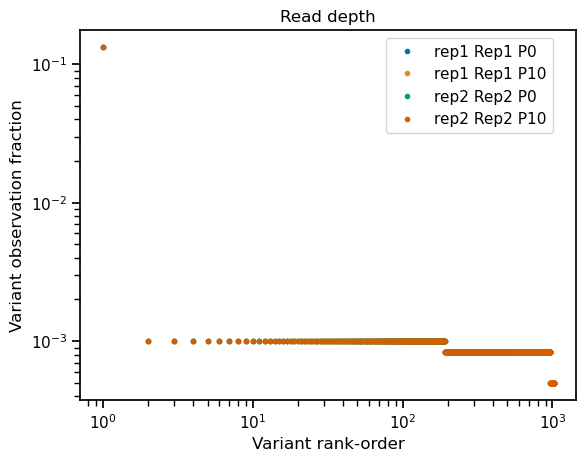 Read depth
rep1 Rep1 P0
rep1 Rep1 P10
rep2 Rep2 P0
rep2 Rep2 P10
Variant observation fraction
10⁻¹
10⁻²
10⁻³
10⁰ 10¹ 10² 10³
Variant rank-order